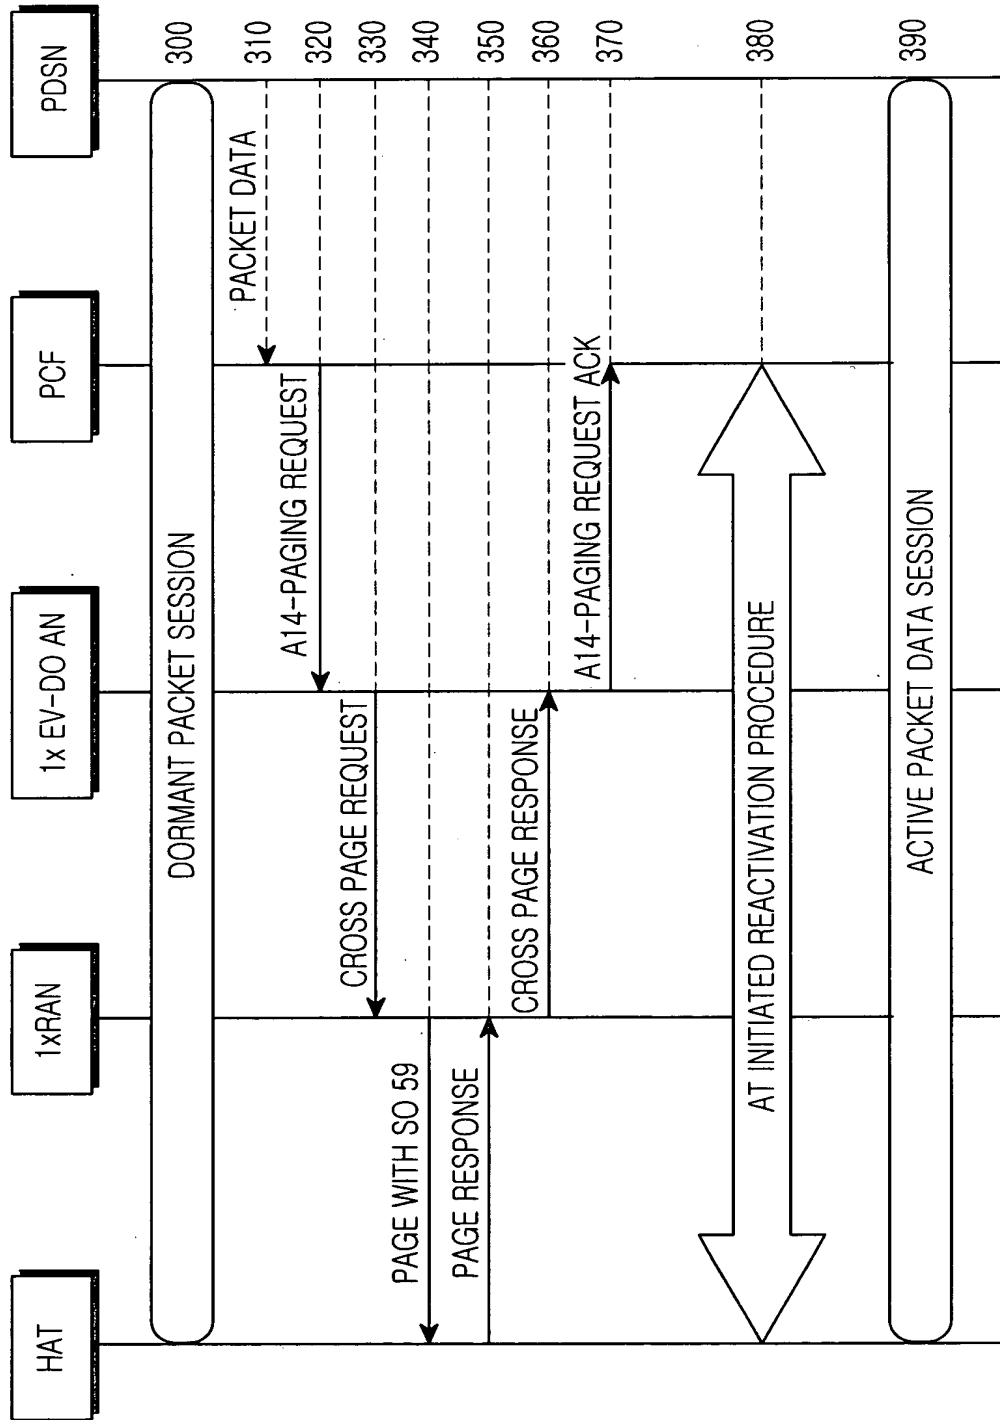 HAT
1xRAN
1x EV-DO AN
PCF
PDSN
DORMANT PACKET SESSION
300
PACKET DATA
310
A14-PAGING REQUEST
320
CROSS PAGE REQUEST
330
PAGE WITH SO 59
340
PAGE RESPONSE
350
CROSS PAGE RESPONSE
360
A14-PAGING REQUEST ACK
370
AT INITIATED REACTIVATION PROCEDURE
380
ACTIVE PACKET DATA SESSION
390